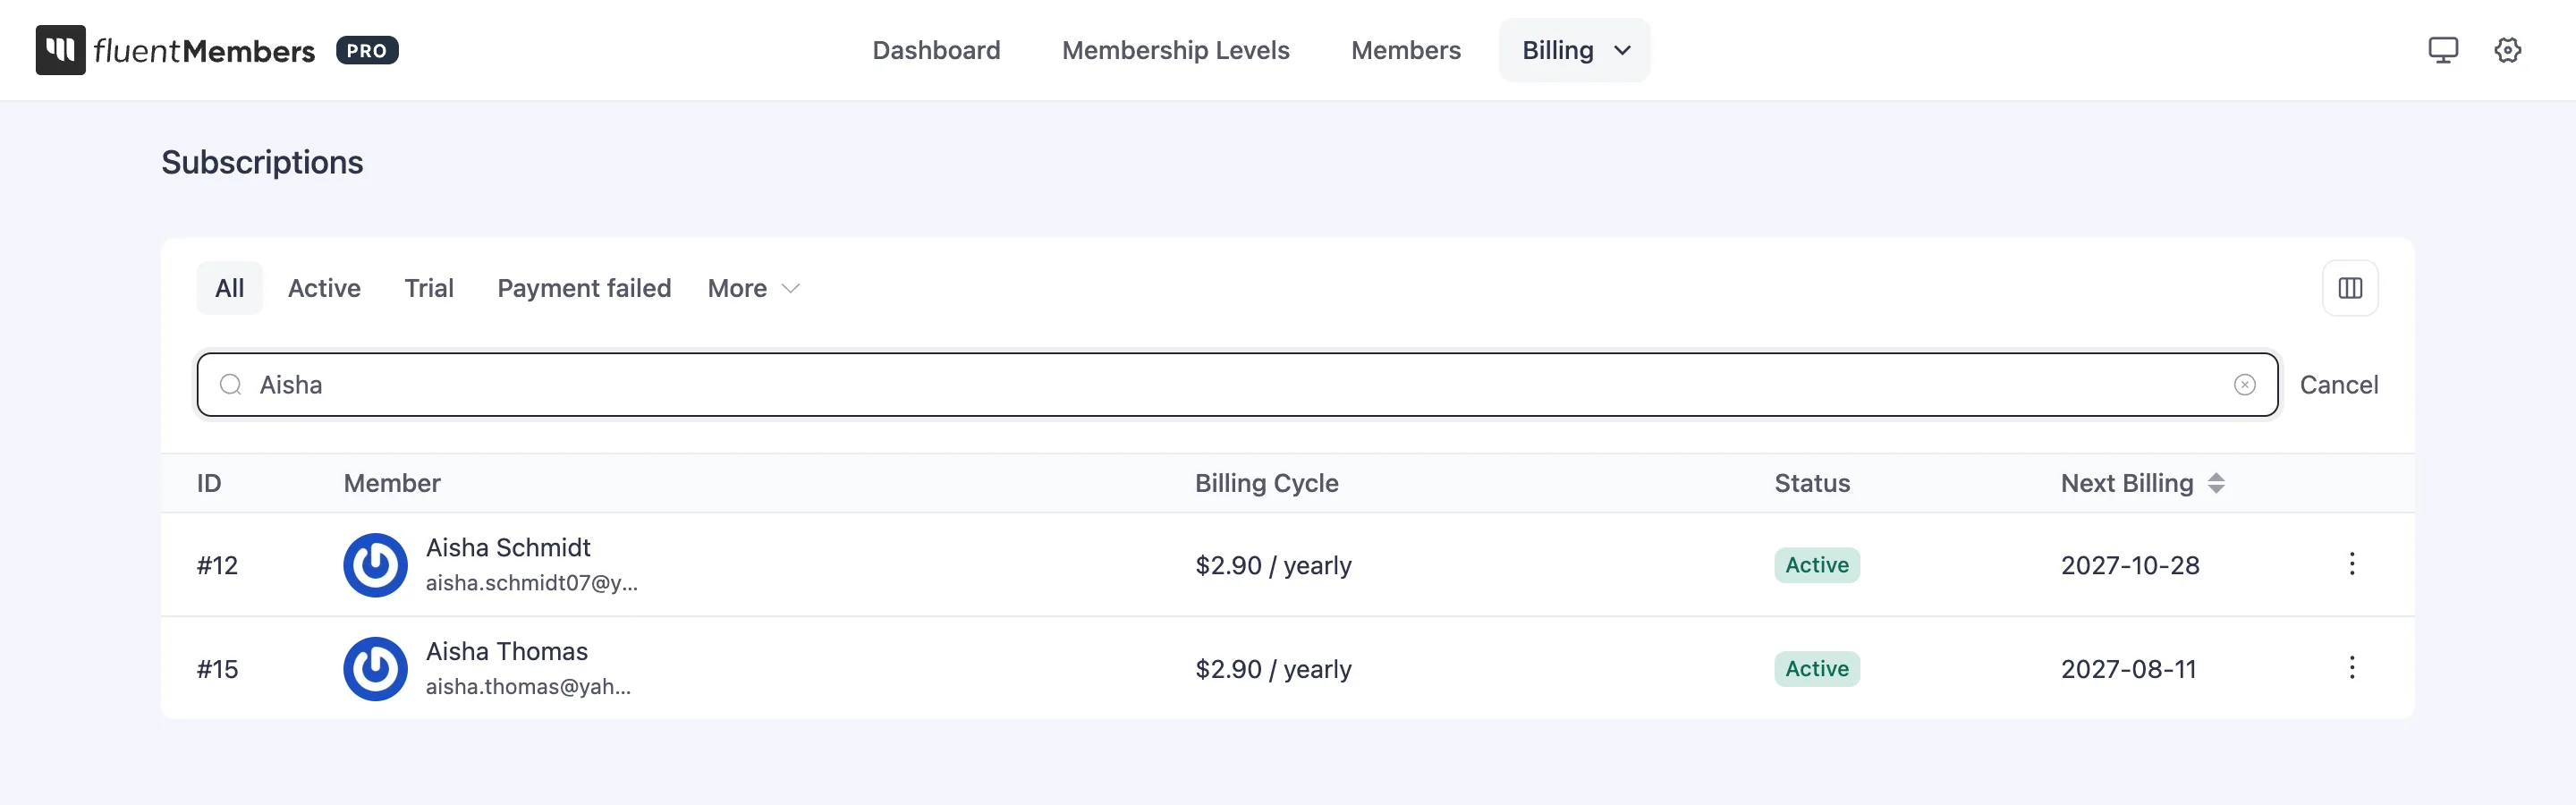 fluentMembers PRO
Dashboard Membership Levels Members Billing
Subscriptions
All Active Trial Payment failed More
Aisha Cancel
ID Member Billing Cycle Status Next Billing
#12 Aisha Schmidt $2.90 / yearly Active 2027-10-28
aisha.schmidt07@y...
#15 Aisha Thomas $2.90 / yearly Active 2027-08-11
aisha.thomas@yah...